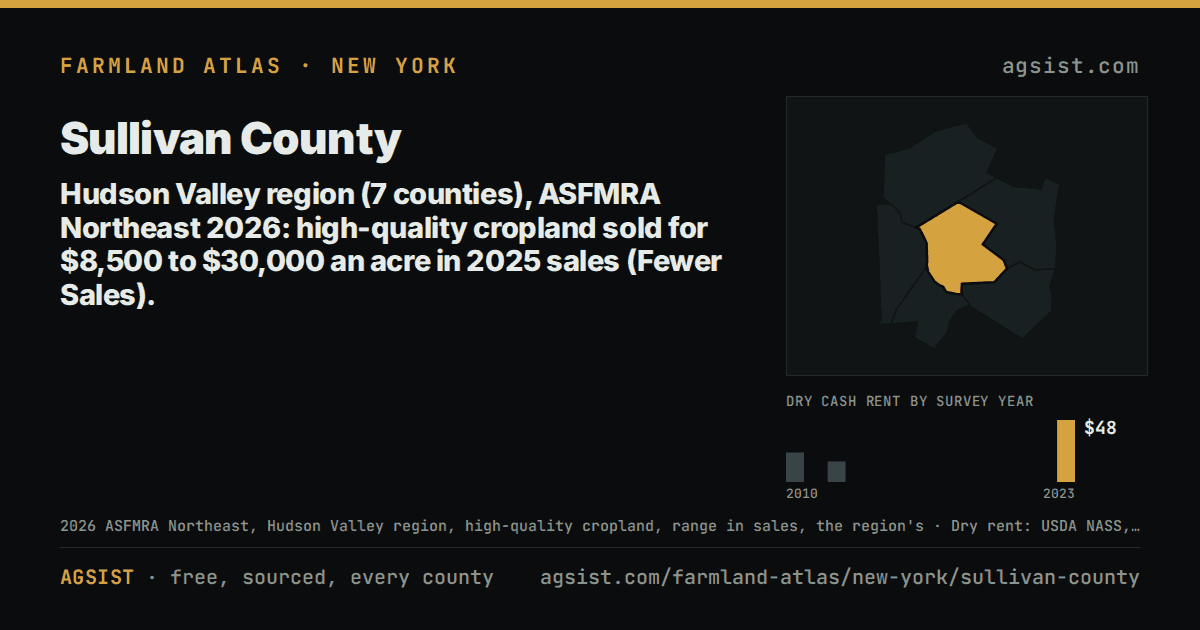 FARMLAND ATLAS · NEW YORK
agsist.com
Sullivan County
Hudson Valley region (7 counties), ASFMRA
Northeast 2026: high-quality cropland sold for
$8,500 to $30,000 an acre in 2025 sales (Fewer
Sales).
DRY CASH RENT BY SURVEY YEAR
$48
2010
2023
2026 ASFMRA Northeast, Hudson Valley region, high-quality cropland, range in sales, the region's · Dry rent: USDA NASS,…
AGSIST · free, sourced, every county
agsist.com/farmland-atlas/new-york/sullivan-county